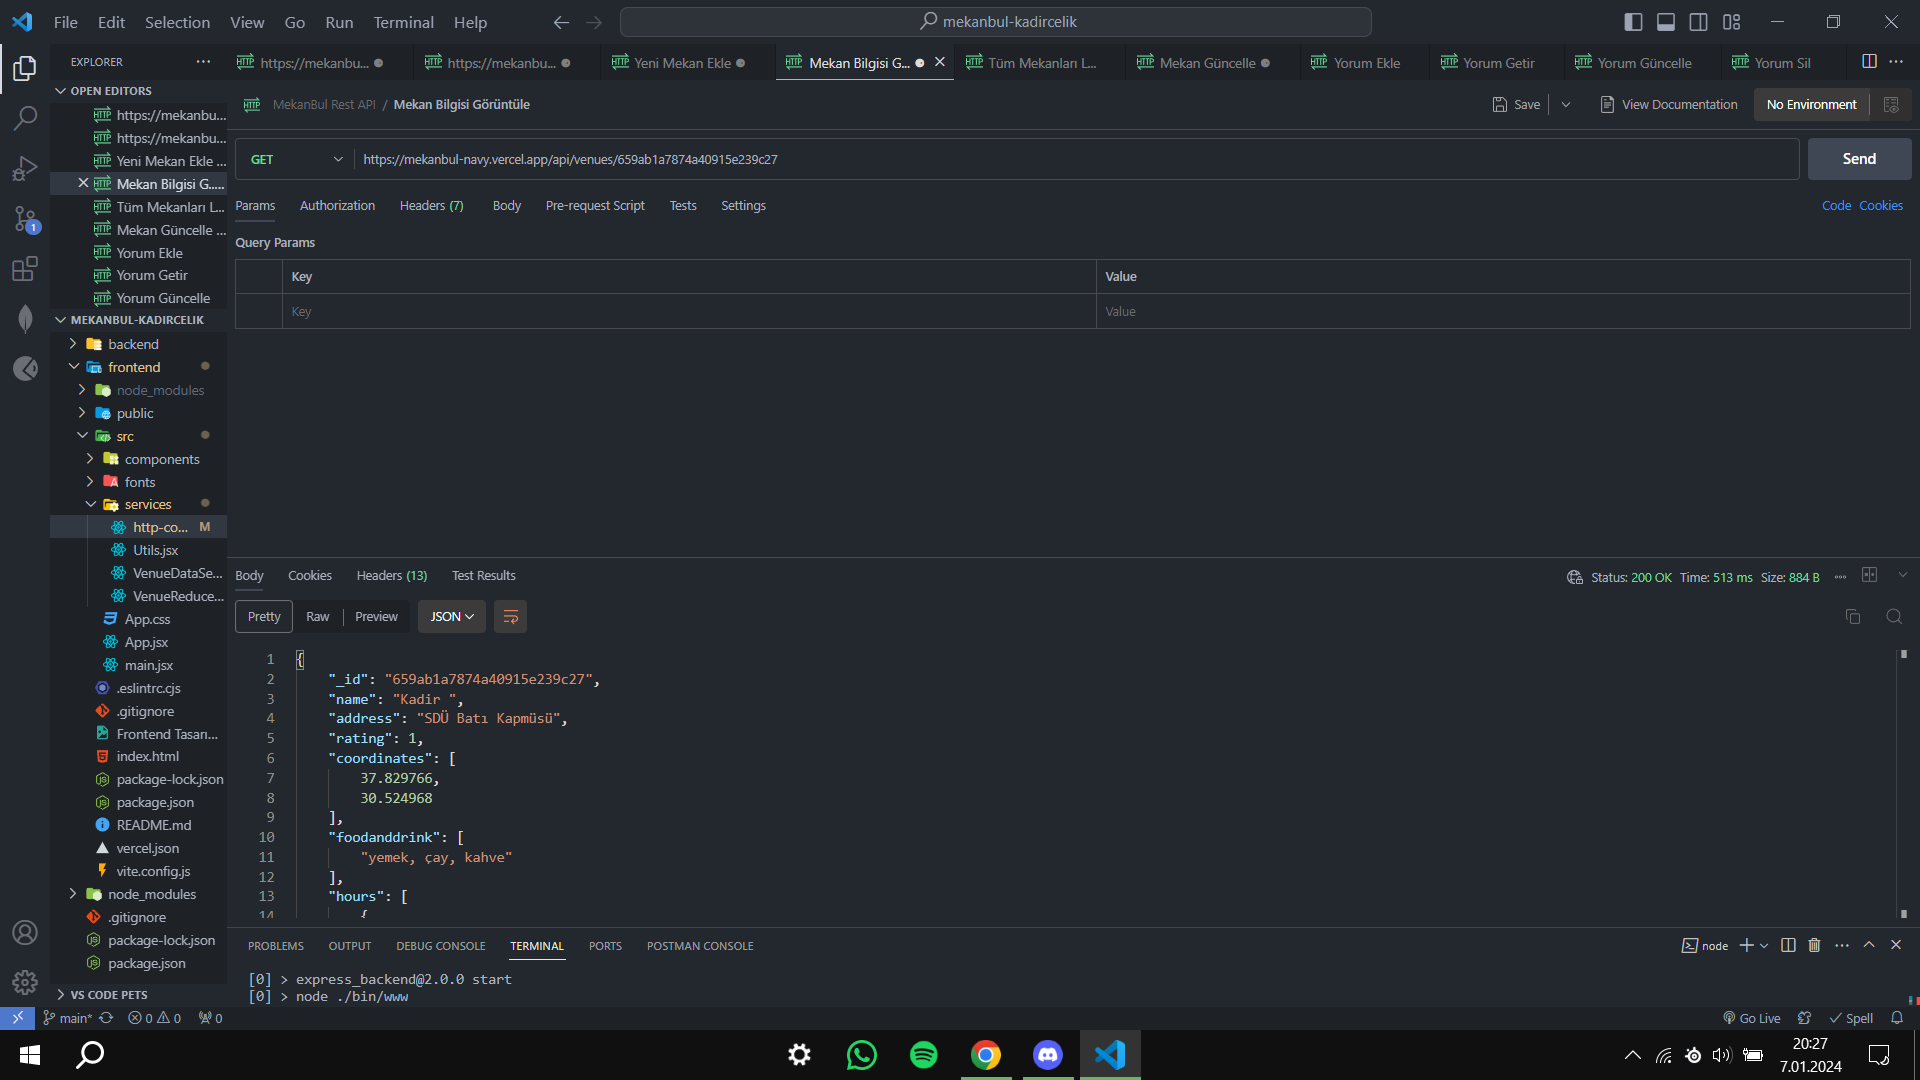 File Edit Selection View Go Run Terminal Help
mekanbul-kadircelik
EXPLORER
https://mekanbu...
https://mekanbu...
Yeni Mekan Ekle
Mekan Bilgisi G...
Tüm Mekanları L...
Mekan Güncelle
Yorum Ekle
Yorum Getir
Yorum Güncelle
Yorum Sil
OPEN EDITORS
https://mekanbu...
https://mekanbu...
Yeni Mekan Ekle ...
Mekan Bilgisi G...
Tüm Mekanları L...
Mekan Güncelle ...
Yorum Ekle
Yorum Getir
Yorum Güncelle
MEKANBUL-KADIRCELIK
backend
frontend
node_modules
public
src
components
fonts
services
http-co... M
Utils.jsx
VenueDataSe...
VenueReduce...
App.css
App.jsx
main.jsx
.eslintrc.cjs
.gitignore
Frontend Tasarı...
index.html
package-lock.json
package.json
README.md
vercel.json
vite.config.js
node_modules
.gitignore
package-lock.json
package.json
VS CODE PETS
MekanBul Rest API / Mekan Bilgisi Görüntüle
Save
View Documentation
No Environment
GET
https://mekanbul-navy.vercel.app/api/venues/659ab1a7874a40915e239c27
Send
Params Authorization Headers (7) Body Pre-request Script Tests Settings
Code Cookies
Query Params
Key Value
Key Value
Body Cookies Headers (13) Test Results
Status: 200 OK Time: 513 ms Size: 884 B
Pretty Raw Preview JSON
1 {
2 "_id": "659ab1a7874a40915e239c27",
3 "name": "Kadir ",
4 "address": "SDÜ Batı Kapmüsü",
5 "rating": 1,
6 "coordinates": [
7 37.829766,
8 30.524968
9 ],
10 "foodanddrink": [
11 "yemek, çay, kahve"
12 ],
13 "hours": [
14 {
PROBLEMS OUTPUT DEBUG CONSOLE TERMINAL PORTS POSTMAN CONSOLE
node
[0] > express_backend@2.0.0 start
[0] > node ./bin/www
main* 0 0 0
Go Live
Spell
20:27
7.01.2024